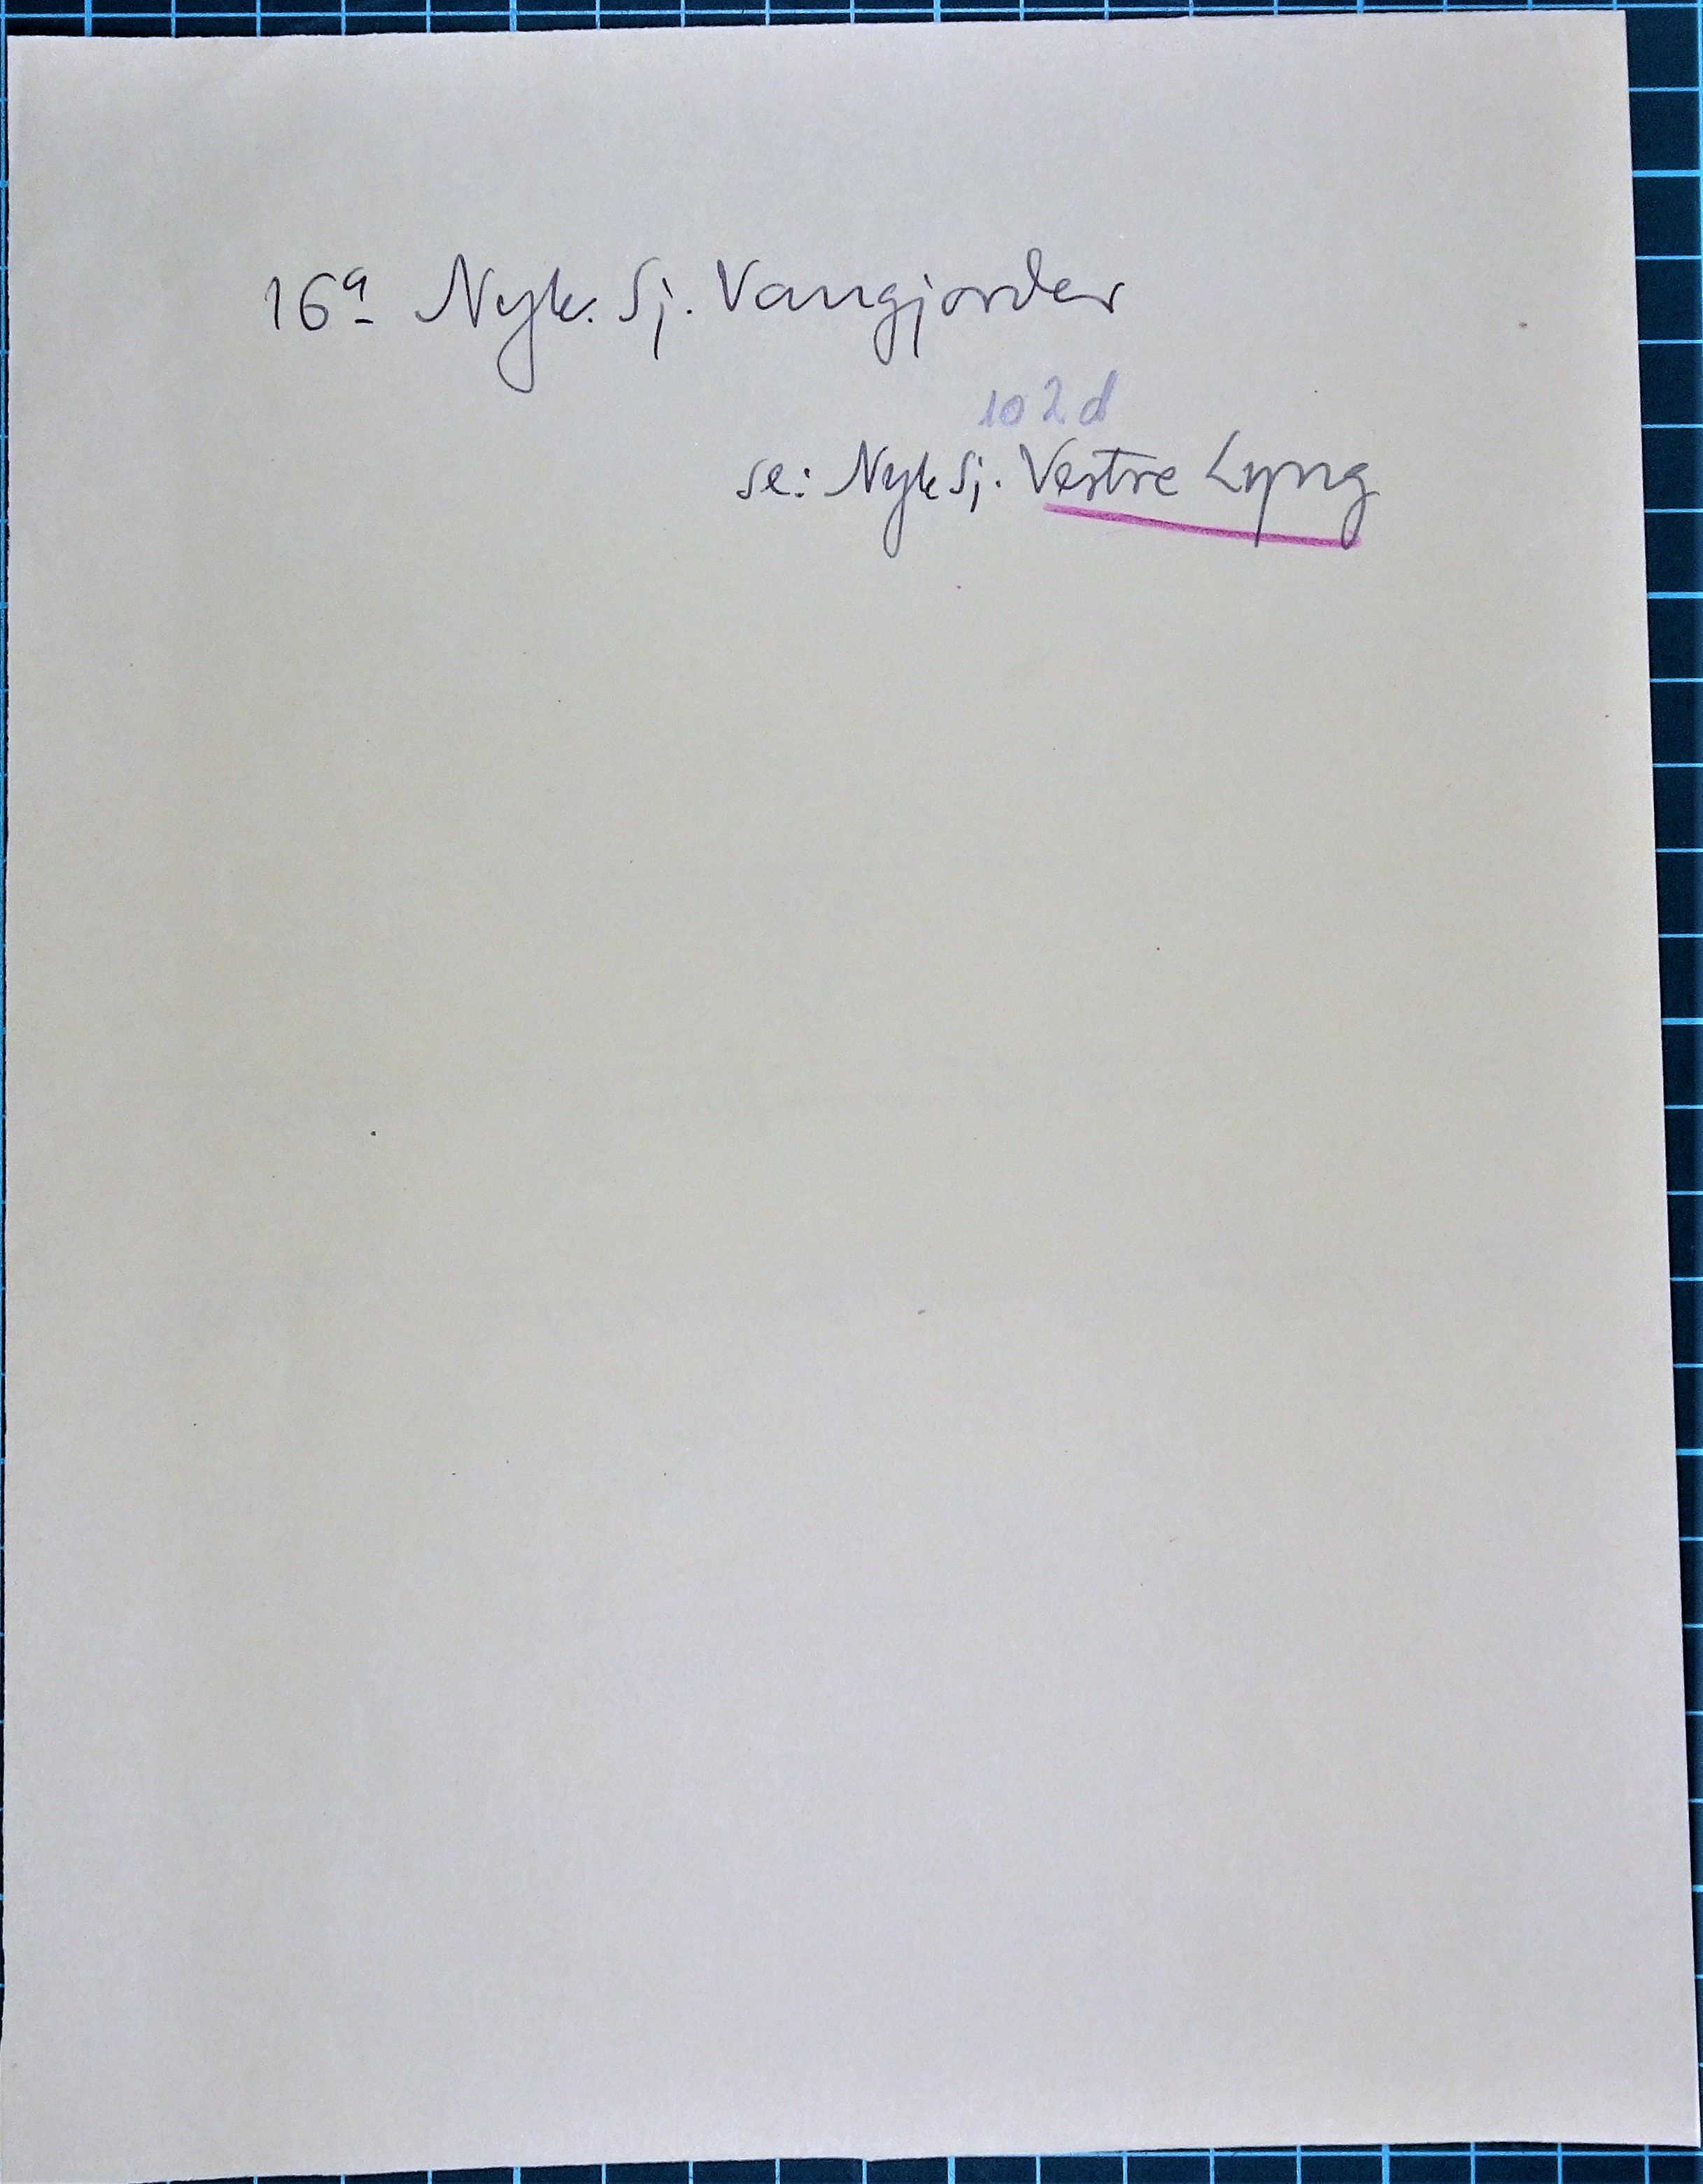 16a Nyk. Sj. Vangjorder
102d
se: Nyk Sj. Vestre Lyng